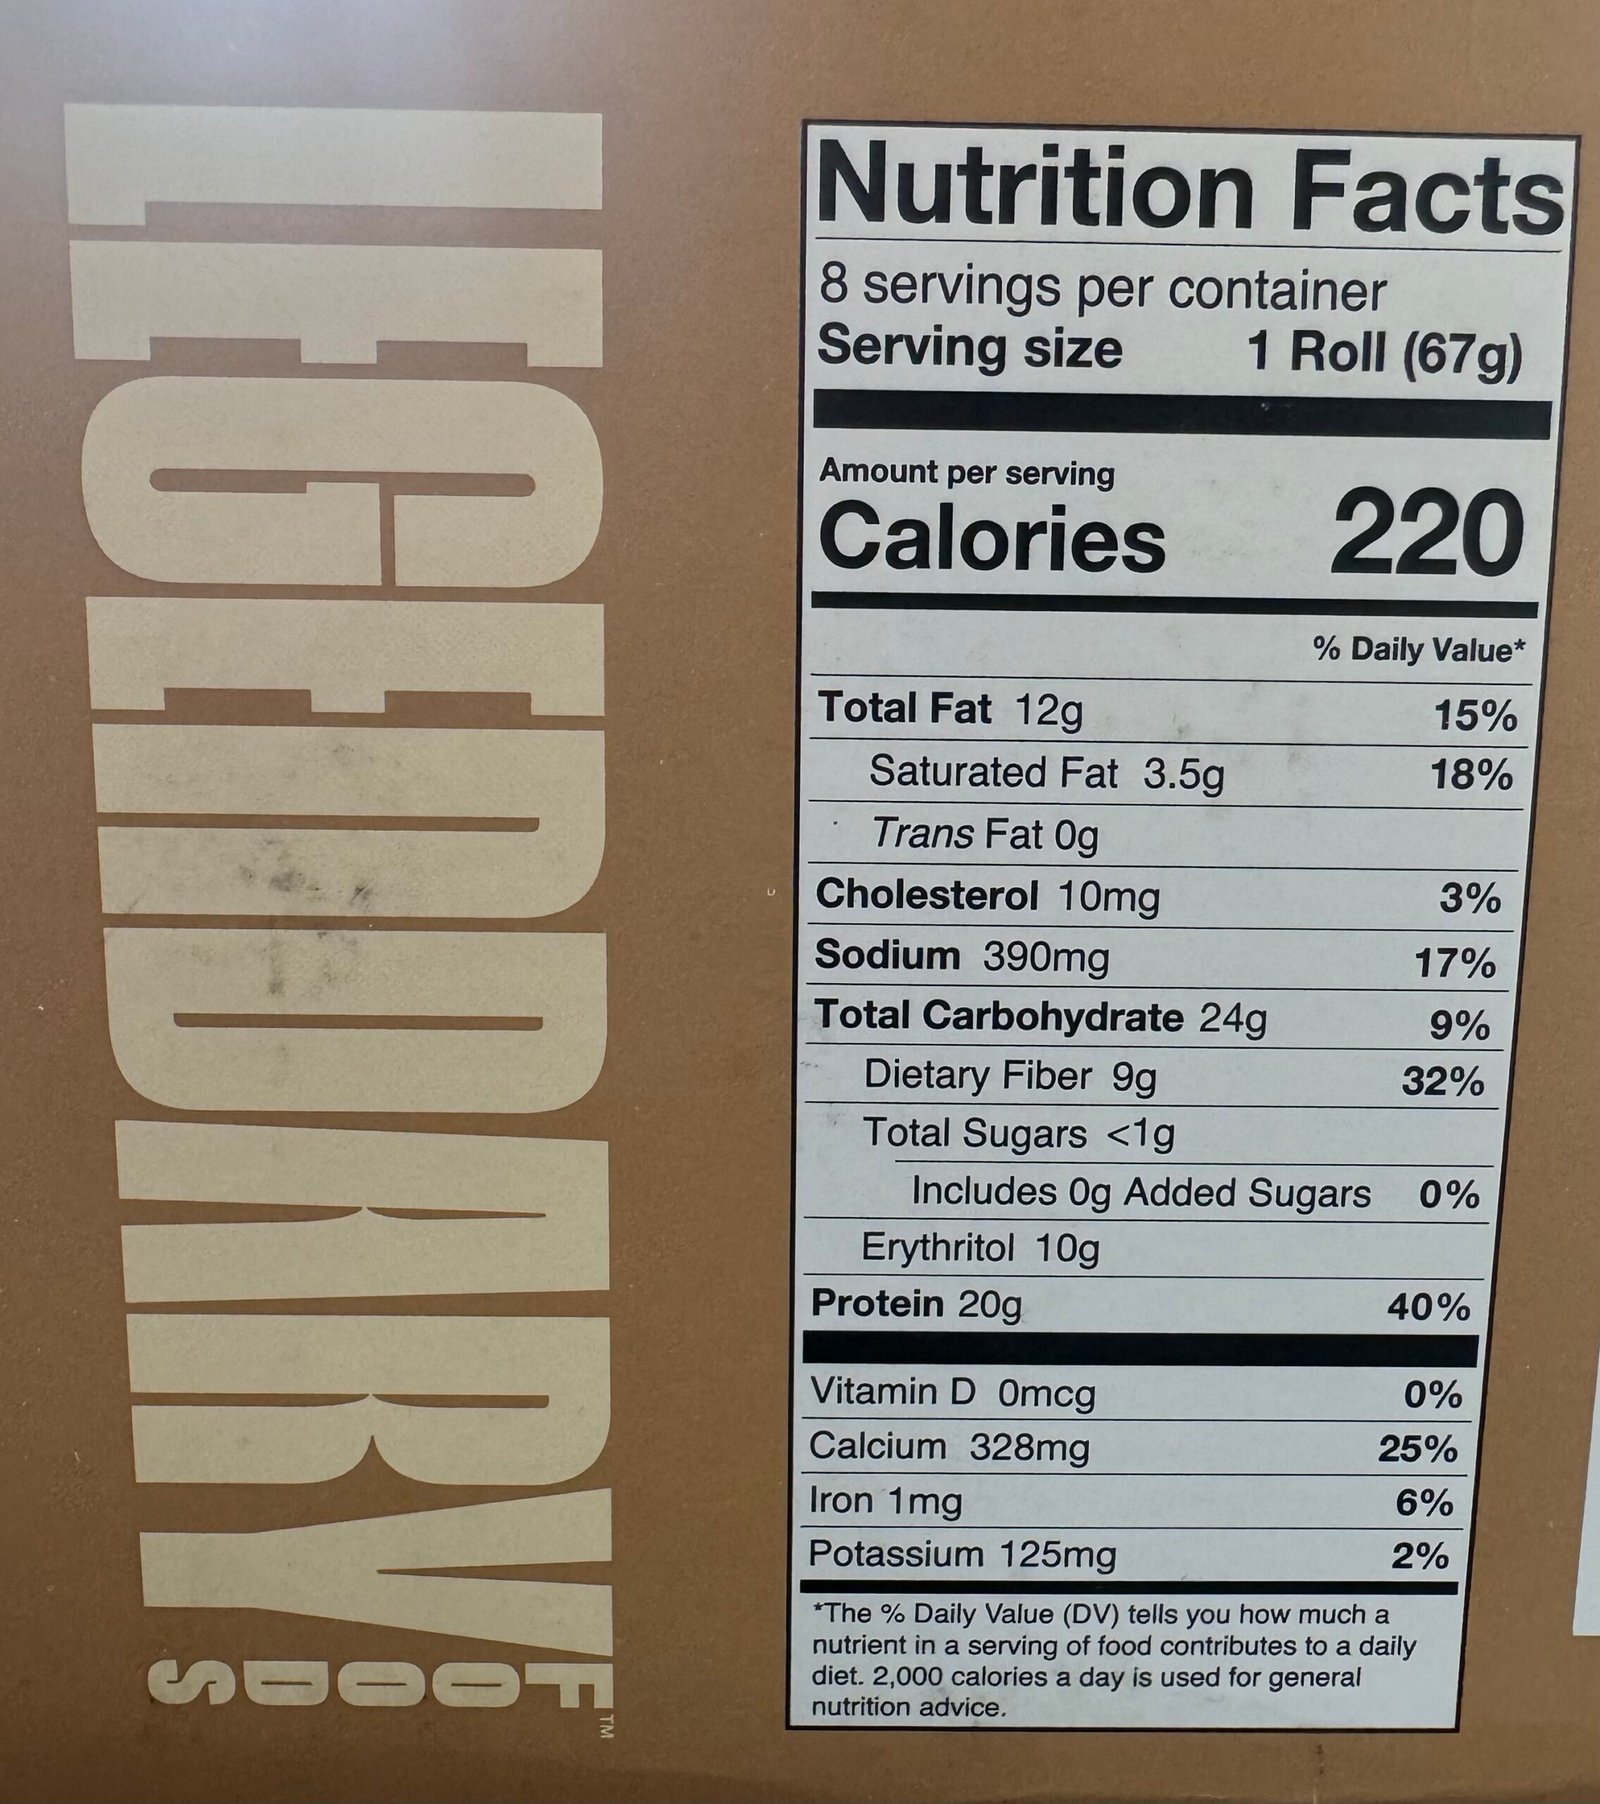 LEGENDARY
FOODS™
Nutrition Facts
8 servings per container
Serving size 1 Roll (67g)
Amount per serving
Calories 220
% Daily Value*
Total Fat 12g 15%
Saturated Fat 3.5g 18%
Trans Fat 0g
Cholesterol 10mg 3%
Sodium 390mg 17%
Total Carbohydrate 24g 9%
Dietary Fiber 9g 32%
Total Sugars <1g
Includes 0g Added Sugars 0%
Erythritol 10g
Protein 20g 40%
Vitamin D 0mcg 0%
Calcium 328mg 25%
Iron 1mg 6%
Potassium 125mg 2%
*The % Daily Value (DV) tells you how much a
nutrient in a serving of food contributes to a daily
diet. 2,000 calories a day is used for general
nutrition advice.